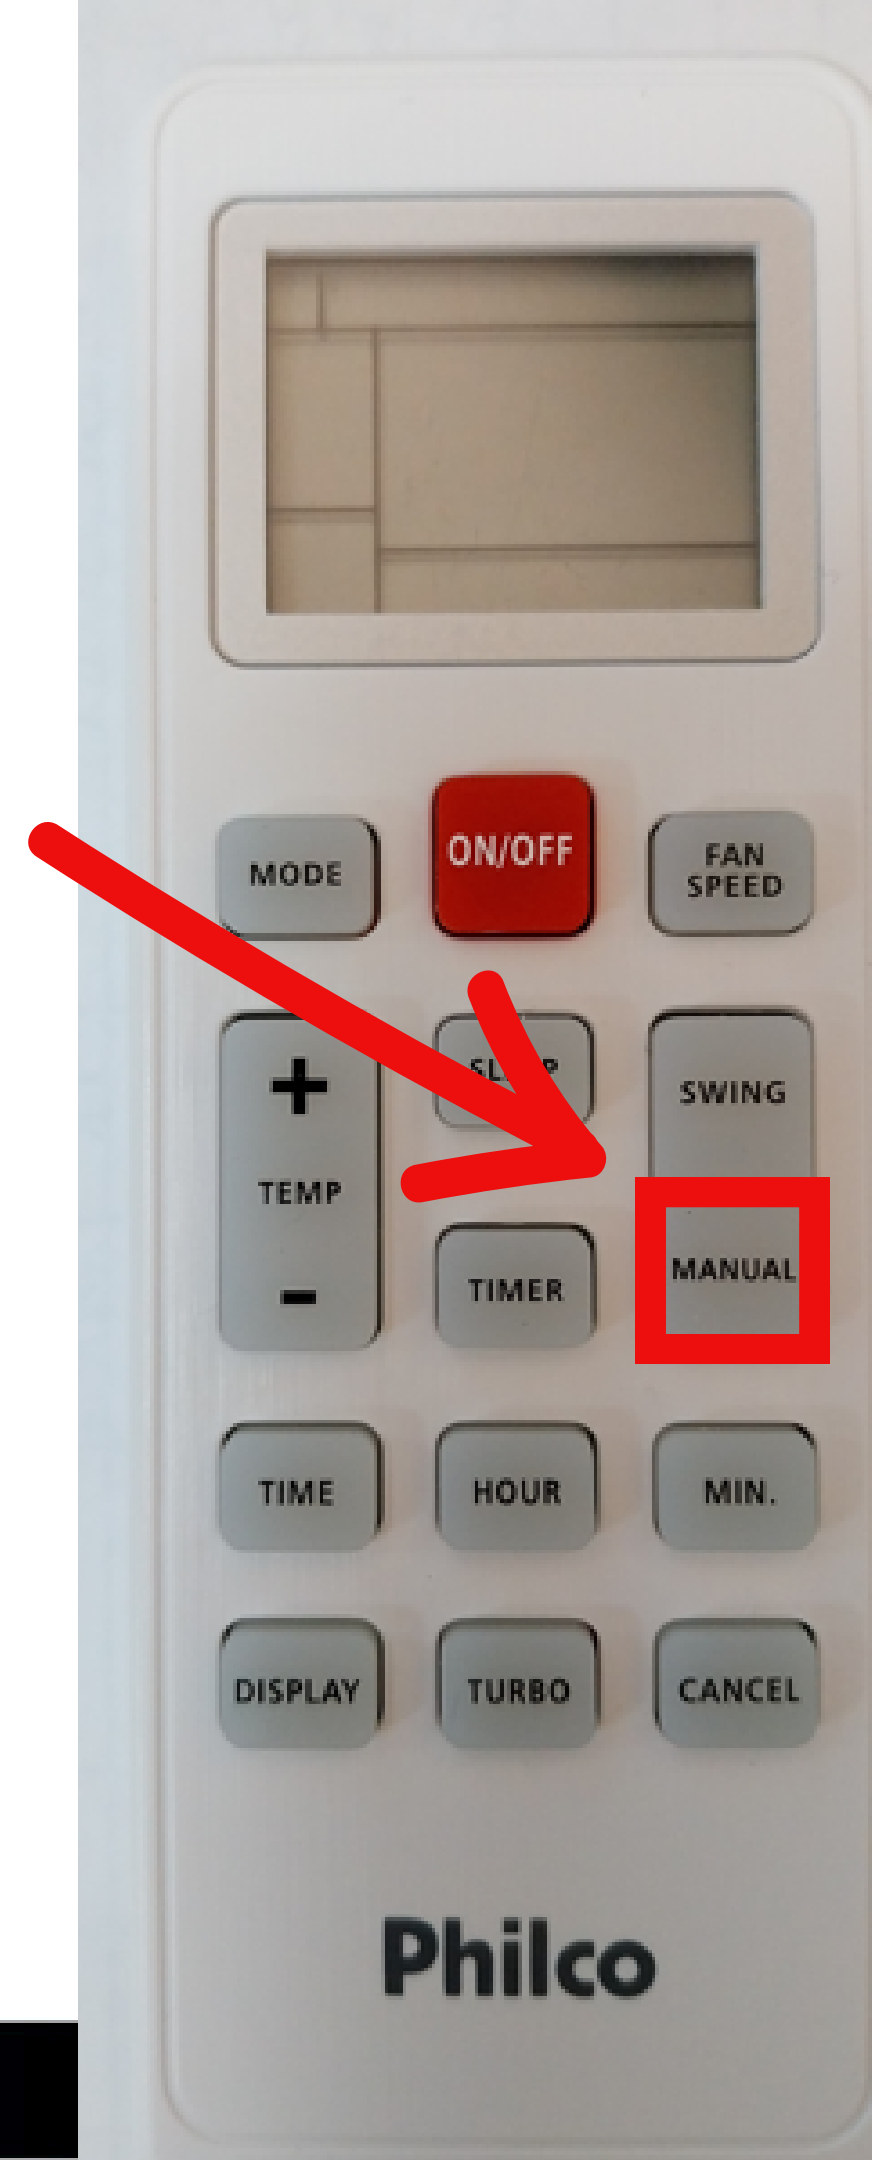 MODE
ON/OFF
FAN
SPEED
+
TEMP
-
SWING
MANUAL
TIMER
TIME
HOUR
MIN.
DISPLAY
TURBO
CANCEL
Philco